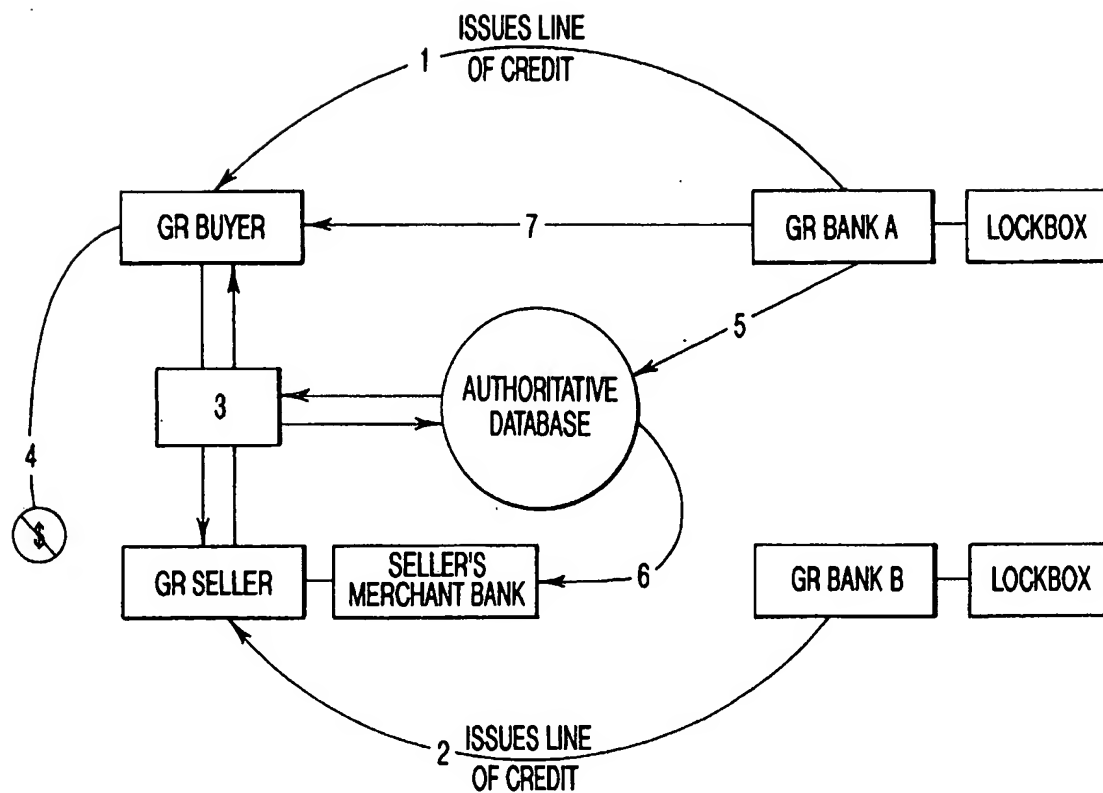 ISSUES LINE
1
OF CREDIT
GR BUYER
7
GR BANK A
LOCKBOX
5
AUTHORITATIVE
DATABASE
3
4
$
GR SELLER
SELLER'S
MERCHANT BANK
6
GR BANK B
LOCKBOX
2
ISSUES LINE
OF CREDIT